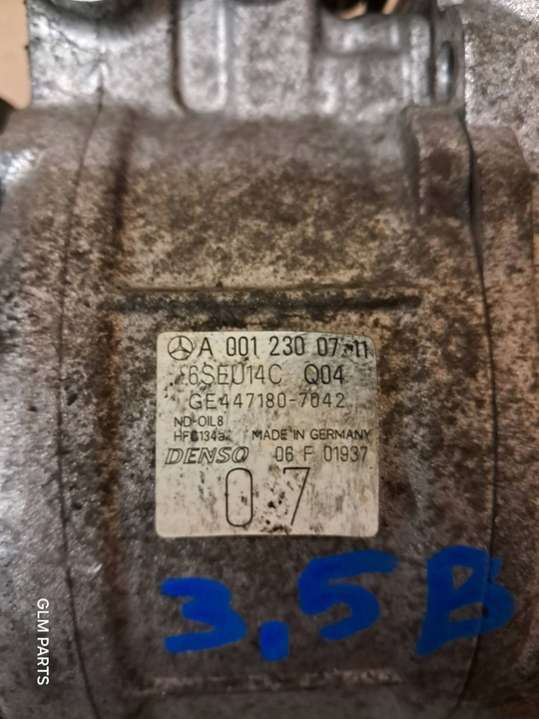 A 001 230 07 11
6SEU14C Q04
GE447180-7042
ND-OIL8
HFC134a MADE IN GERMANY
DENSO 06 F 01937
07
3,5B
GLM PARTS